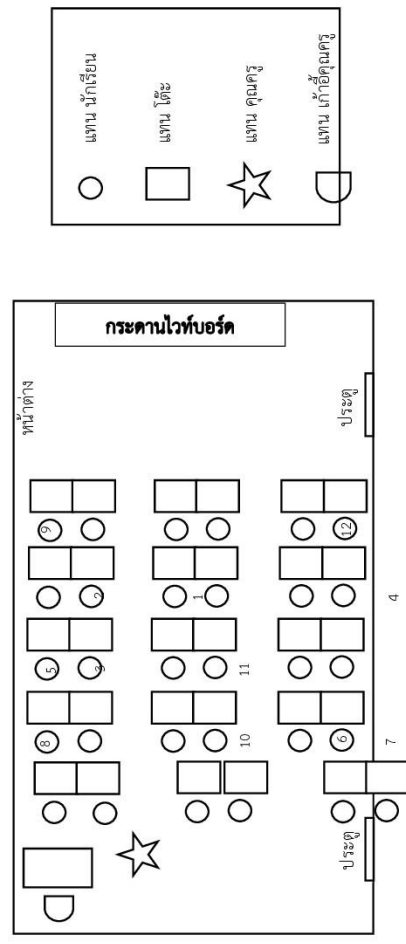 แทน นักเรียน
แทน โต๊ะ
แทน คุณครู
แทน เก้าอี้คุณครู
กระดานไวท์บอร์ด
หน้าต่าง
ประตู
9
12
2
1
4
5
3
11
8
10
6
7
ประตู